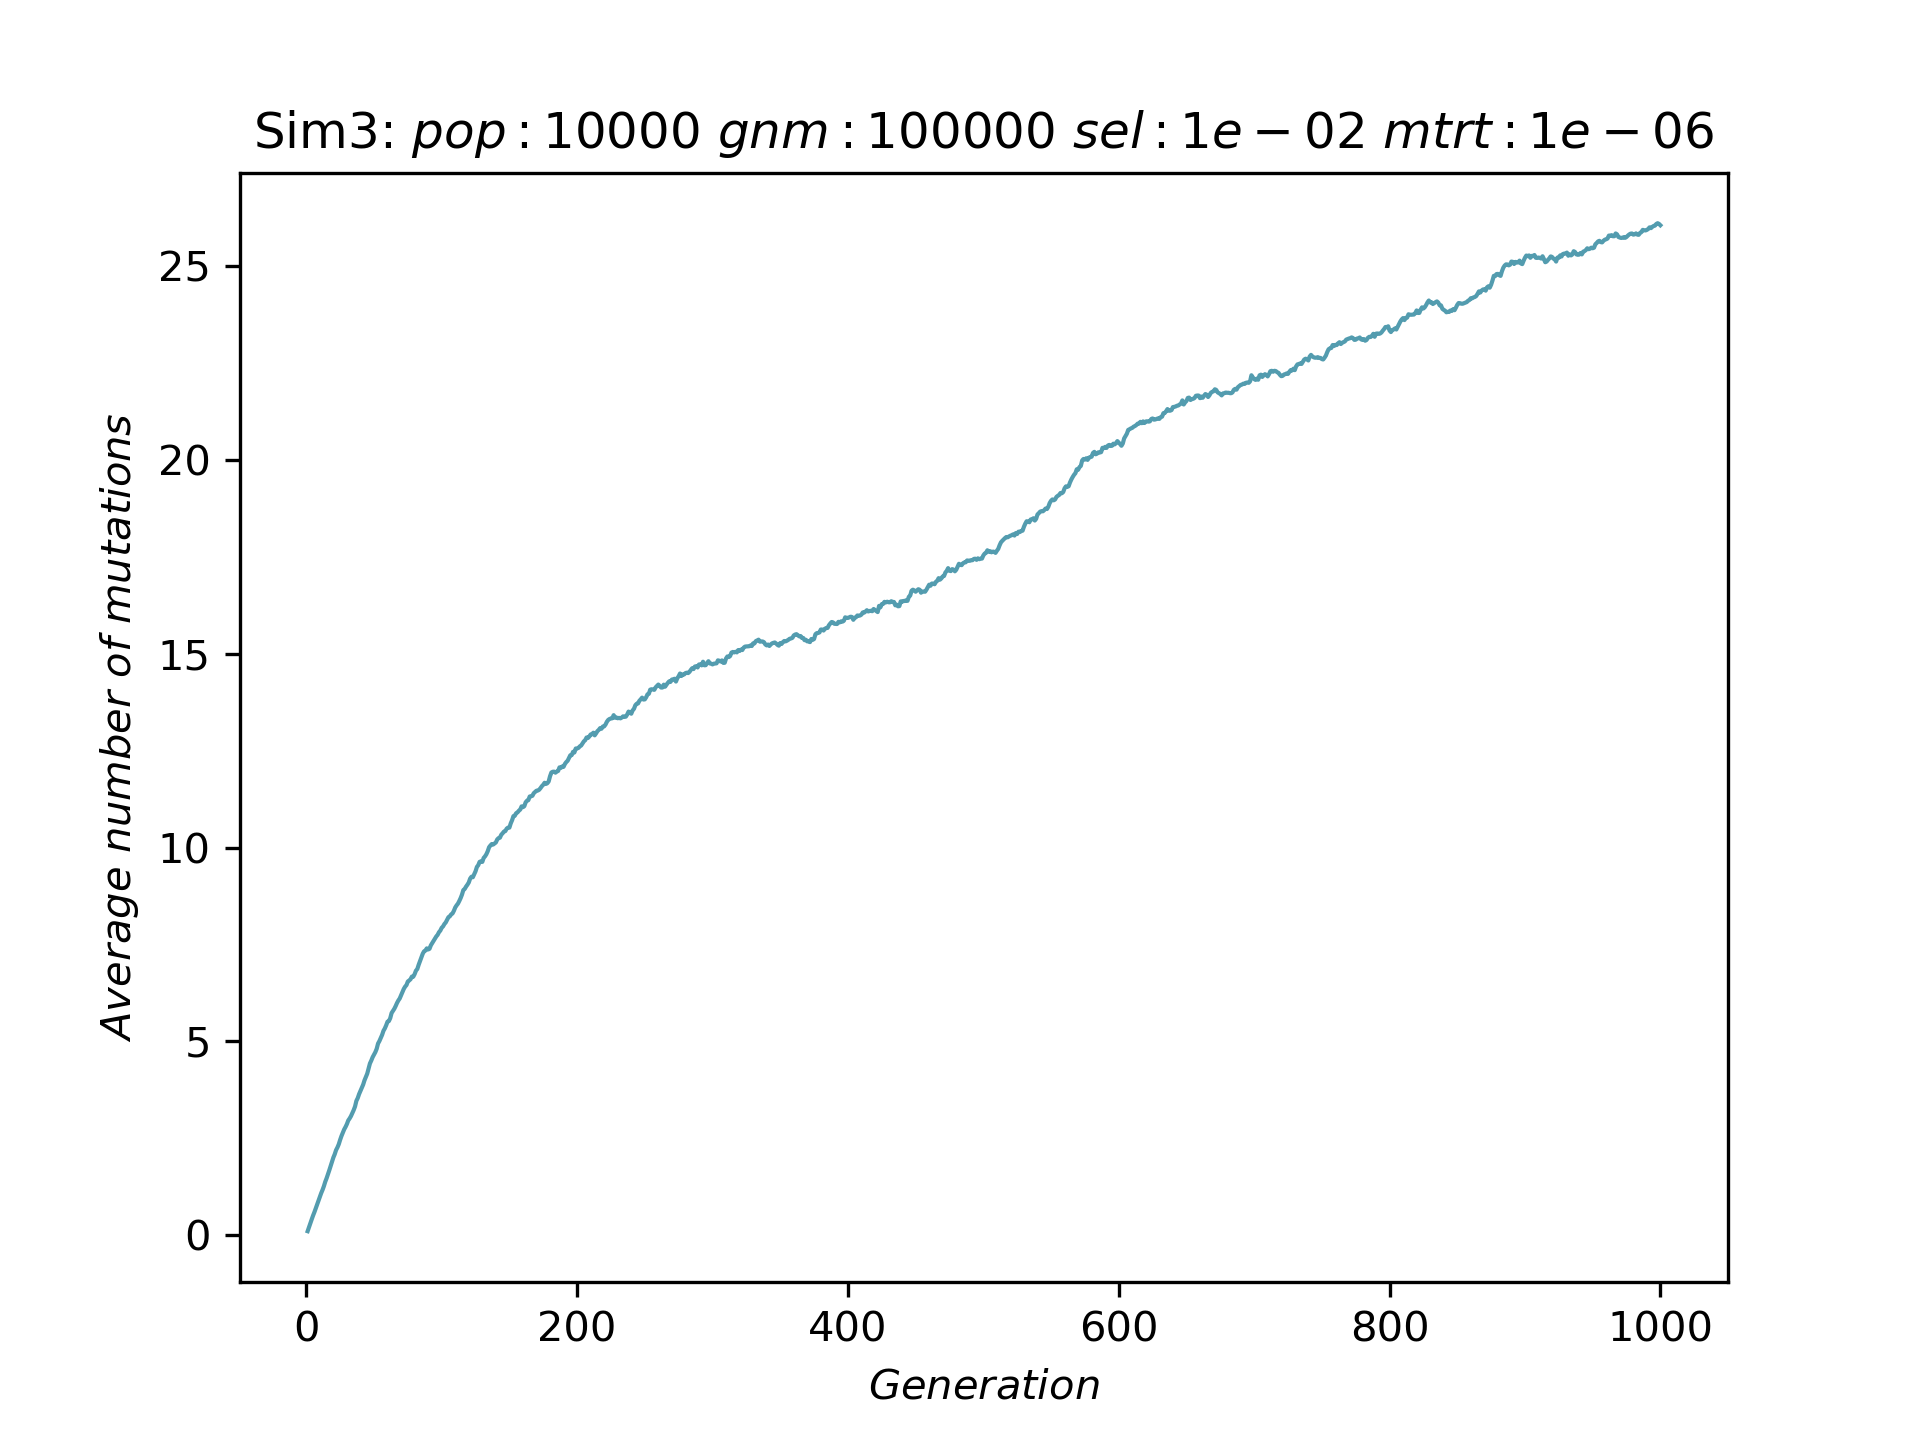 Sim3: pop : 10000 gnm : 100000 sel : 1e − 02 mtrt : 1e − 06
Average number of mutations
25
20
15
10
5
0
0 200 400 600 800 1000
Generation